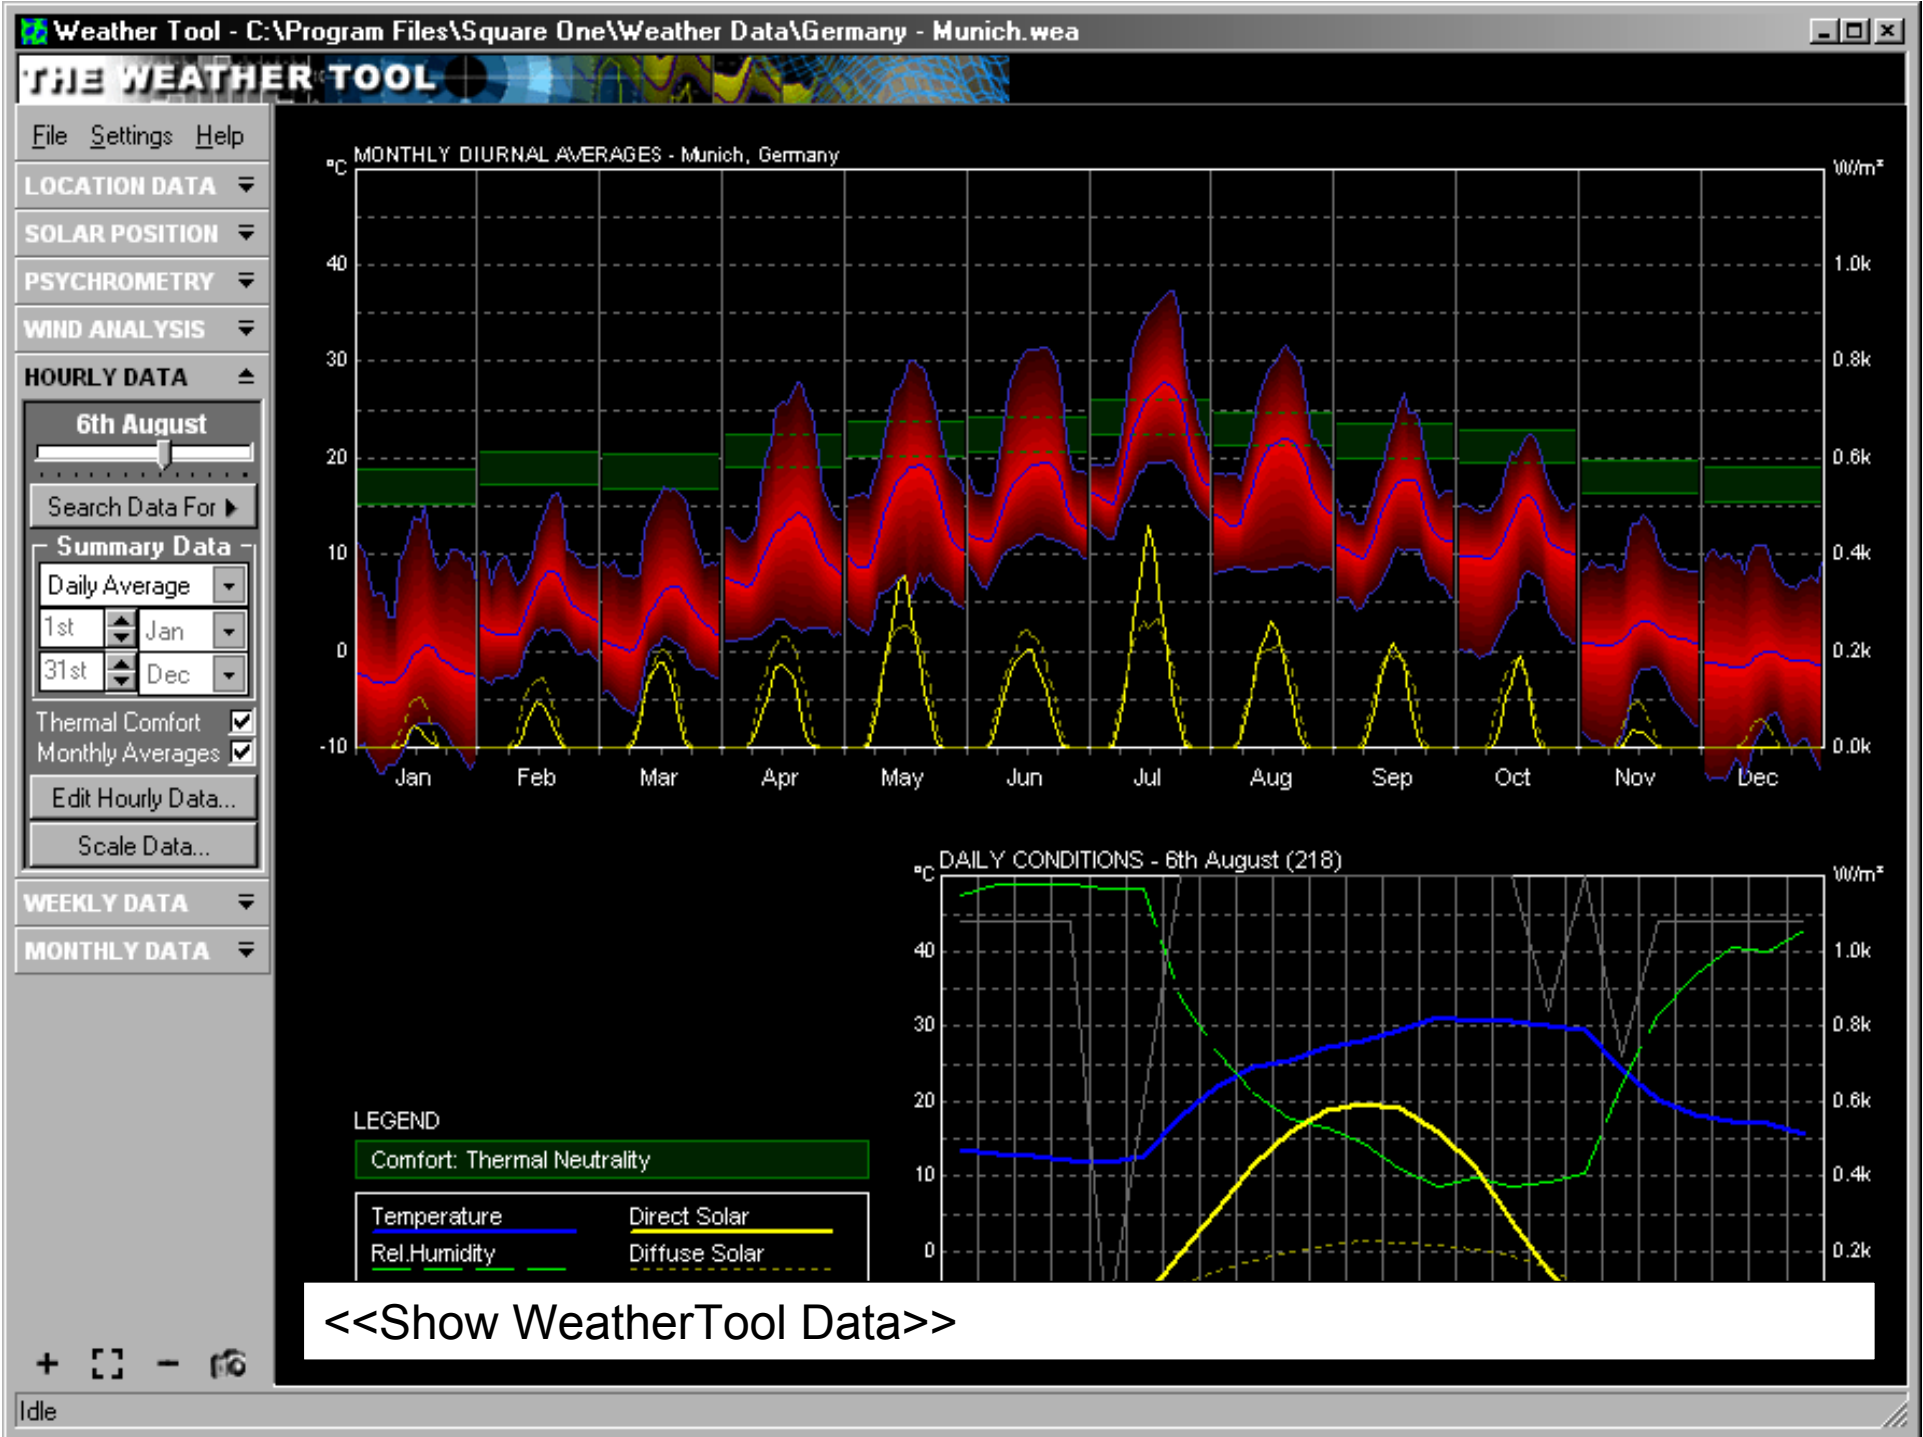 Weather Tool - C:\Program Files\Square One\Weather Data\Germany - Munich.wea
THE WEATHER TOOL
File Settings Help
LOCATION DATA
SOLAR POSITION
PSYCHROMETRY
WIND ANALYSIS
HOURLY DATA
6th August
Search Data For
Summary Data
Daily Average
1st Jan
31st Dec
Thermal Comfort
Monthly Averages
Edit Hourly Data...
Scale Data...
WEEKLY DATA
MONTHLY DATA
°C MONTHLY DIURNAL AVERAGES - Munich, Germany W/m²
40 1.0k
30 0.8k
20 0.6k
10 0.4k
0 0.2k
-10 0.0k
Jan Feb Mar Apr May Jun Jul Aug Sep Oct Nov Dec
°C DAILY CONDITIONS - 6th August (218) W/m²
40 1.0k
30 0.8k
20 0.6k
10 0.4k
0 0.2k
LEGEND
Comfort: Thermal Neutrality
Temperature Direct Solar
Rel.Humidity Diffuse Solar
<<Show WeatherTool Data>>
Idle